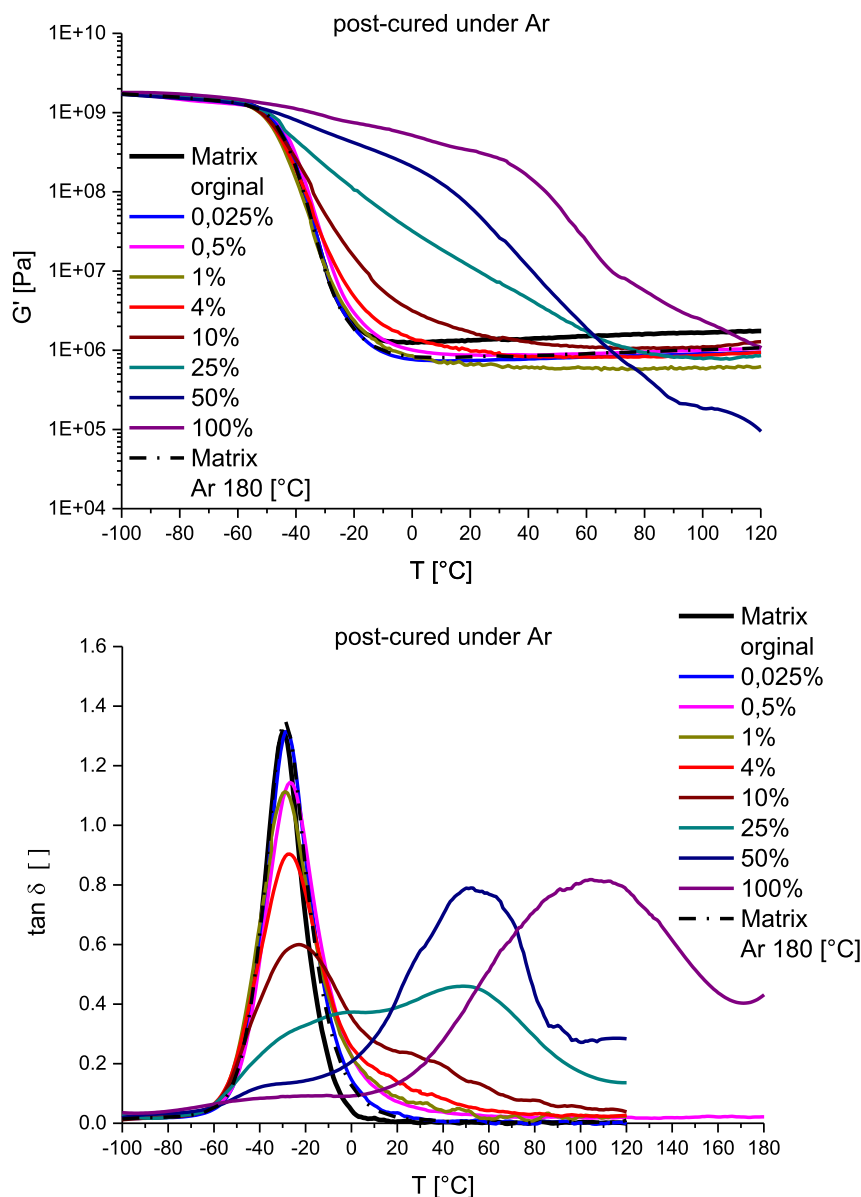 post-cured under Ar
1E+10
1E+09
1E+08
1E+07
1E+06
1E+05
1E+04
G' [Pa]
Matrix
orginal
0,025%
0,5%
1%
4%
10%
25%
50%
100%
Matrix
Ar 180 [°C]
-100 -80 -60 -40 -20 0 20 40 60 80 100 120
T [°C]
post-cured under Ar
1.6
1.4
1.2
1.0
0.8
0.6
0.4
0.2
0.0
tan δ [ ]
Matrix
orginal
0,025%
0,5%
1%
4%
10%
25%
50%
100%
Matrix
Ar 180 [°C]
-100 -80 -60 -40 -20 0 20 40 60 80 100 120 140 160 180
T [°C]